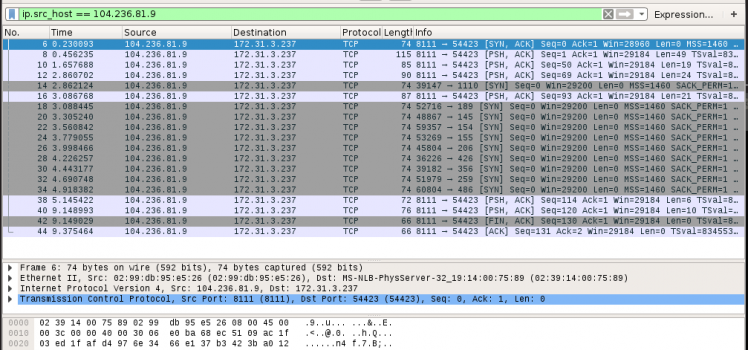 ip.src_host == 104.236.81.9 Expression… +
No. Time Source Destination Protocol Length Info
6 0.230093 104.236.81.9 172.31.3.237 TCP 74 8111 → 54423 [SYN, ACK] Seq=0 Ack=1 Win=28960 Len=0 MSS=1460 …
8 0.456235 104.236.81.9 172.31.3.237 TCP 115 8111 → 54423 [PSH, ACK] Seq=1 Ack=1 Win=29184 Len=49 TSval=83…
10 1.657688 104.236.81.9 172.31.3.237 TCP 85 8111 → 54423 [PSH, ACK] Seq=50 Ack=1 Win=29184 Len=19 TSval=8…
12 2.860702 104.236.81.9 172.31.3.237 TCP 90 8111 → 54423 [PSH, ACK] Seq=69 Ack=1 Win=29184 Len=24 TSval=8…
14 2.862124 104.236.81.9 172.31.3.237 TCP 74 39147 → 1110 [SYN] Seq=0 Win=29200 Len=0 MSS=1460 SACK_PERM=1…
16 3.086768 104.236.81.9 172.31.3.237 TCP 87 8111 → 54423 [PSH, ACK] Seq=93 Ack=1 Win=29184 Len=21 TSval=8…
18 3.088445 104.236.81.9 172.31.3.237 TCP 74 52716 → 189 [SYN] Seq=0 Win=29200 Len=0 MSS=1460 SACK_PERM=1 …
20 3.305240 104.236.81.9 172.31.3.237 TCP 74 48867 → 145 [SYN] Seq=0 Win=29200 Len=0 MSS=1460 SACK_PERM=1 …
22 3.560842 104.236.81.9 172.31.3.237 TCP 74 59357 → 154 [SYN] Seq=0 Win=29200 Len=0 MSS=1460 SACK_PERM=1 …
24 3.779055 104.236.81.9 172.31.3.237 TCP 74 53269 → 155 [SYN] Seq=0 Win=29200 Len=0 MSS=1460 SACK_PERM=1 …
26 3.998466 104.236.81.9 172.31.3.237 TCP 74 45804 → 206 [SYN] Seq=0 Win=29200 Len=0 MSS=1460 SACK_PERM=1 …
28 4.226257 104.236.81.9 172.31.3.237 TCP 74 36226 → 426 [SYN] Seq=0 Win=29200 Len=0 MSS=1460 SACK_PERM=1 …
30 4.443177 104.236.81.9 172.31.3.237 TCP 74 39182 → 356 [SYN] Seq=0 Win=29200 Len=0 MSS=1460 SACK_PERM=1 …
32 4.690748 104.236.81.9 172.31.3.237 TCP 74 51979 → 259 [SYN] Seq=0 Win=29200 Len=0 MSS=1460 SACK_PERM=1 …
34 4.918382 104.236.81.9 172.31.3.237 TCP 74 60804 → 486 [SYN] Seq=0 Win=29200 Len=0 MSS=1460 SACK_PERM=1 …
38 5.145422 104.236.81.9 172.31.3.237 TCP 72 8111 → 54423 [PSH, ACK] Seq=114 Ack=1 Win=29184 Len=6 TSval=8…
40 9.148993 104.236.81.9 172.31.3.237 TCP 76 8111 → 54423 [PSH, ACK] Seq=120 Ack=1 Win=29184 Len=10 TSval=…
42 9.149029 104.236.81.9 172.31.3.237 TCP 66 8111 → 54423 [FIN, ACK] Seq=130 Ack=1 Win=29184 Len=0 TSval=8…
44 9.375464 104.236.81.9 172.31.3.237 TCP 66 8111 → 54423 [ACK] Seq=131 Ack=2 Win=29184 Len=0 TSval=834553…
Frame 6: 74 bytes on wire (592 bits), 74 bytes captured (592 bits)
Ethernet II, Src: 02:99:db:95:e5:26 (02:99:db:95:e5:26), Dst: MS-NLB-PhysServer-32_19:14:00:75:89 (02:39:14:00:75:89)
Internet Protocol Version 4, Src: 104.236.81.9, Dst: 172.31.3.237
Transmission Control Protocol, Src Port: 8111 (8111), Dst Port: 54423 (54423), Seq: 0, Ack: 1, Len: 0
0000 02 39 14 00 75 89 02 99 db 95 e5 26 08 00 45 00 .9..u... ...&..E.
0010 00 3c 00 00 40 00 30 06 e0 ba 68 ec 51 09 ac 1f .<..@.0. ..h.Q...
0020 03 ed 1f af d4 97 6e 34 66 e1 37 b3 42 3b a0 12 ......n4 f.7.B;..